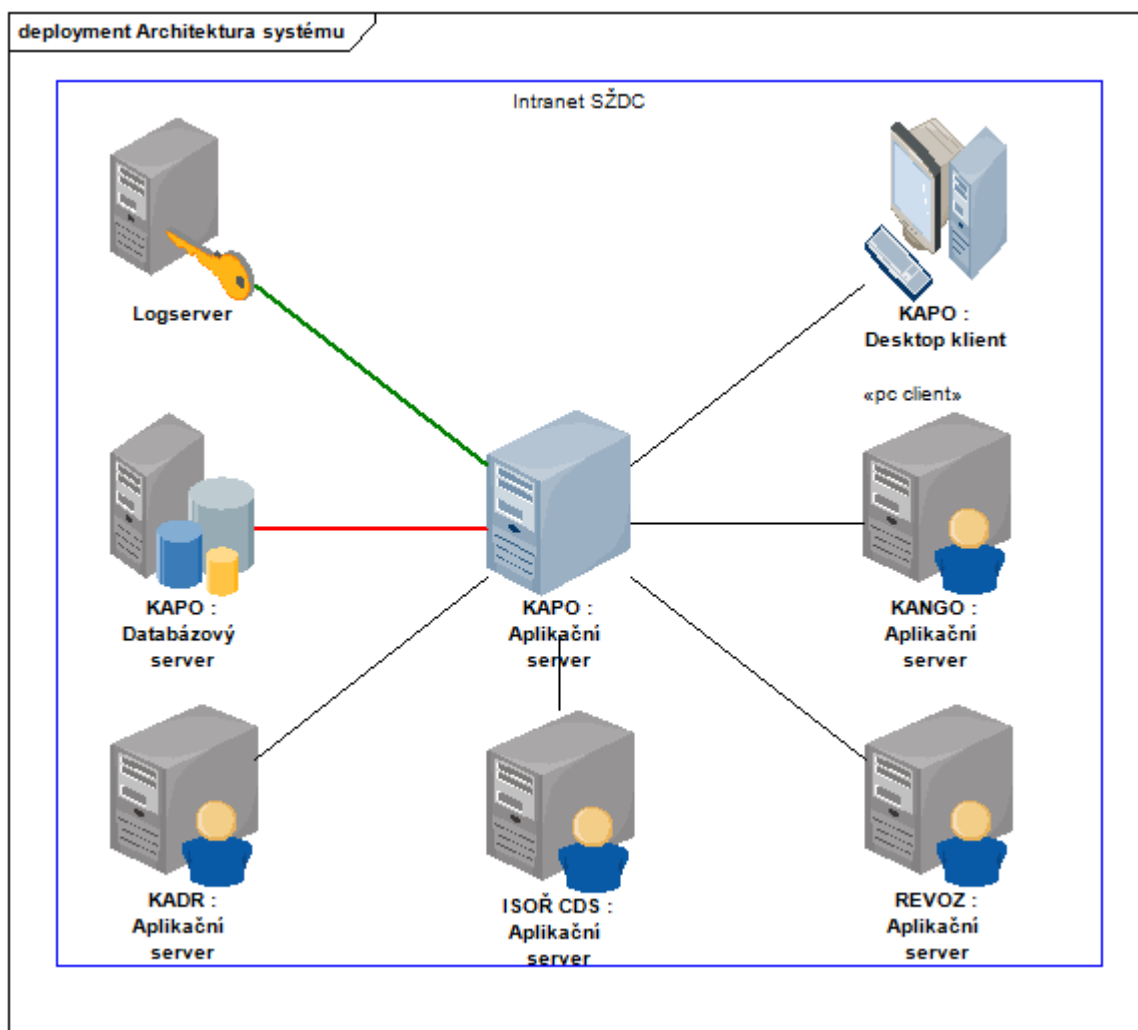 deployment Architektura systému
Intranet SŽDC
Logserver
KAPO :
Desktop klient
«pc client»
KAPO :
Databázový
server
KAPO :
Aplikační
server
KANGO :
Aplikační
server
KADR :
Aplikační
server
ISOŘ CDS :
Aplikační
server
REVOZ :
Aplikační
server